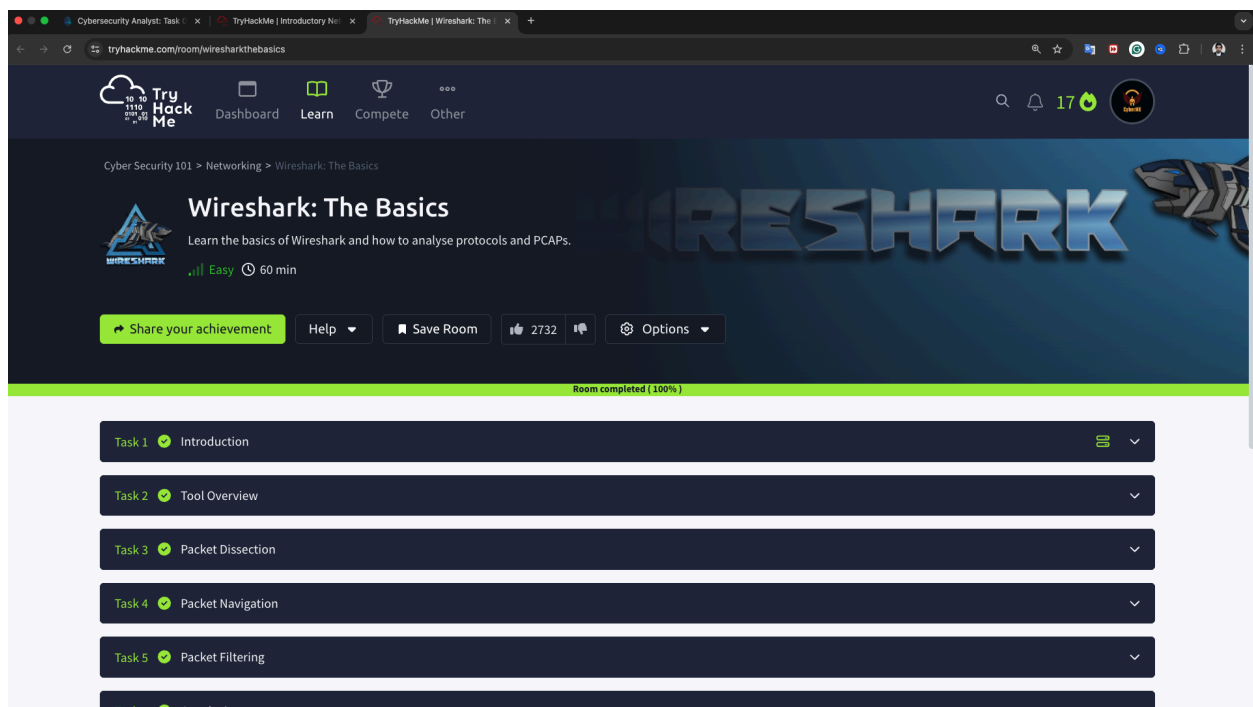 Cybersecurity Analyst: Task
TryHackMe | Introductory Net
TryHackMe | Wireshark: The
tryhackme.com/room/wiresharkthebasics
Try
Hack
Me
Dashboard
Learn
Compete
Other
17
Cyber Security 101 > Networking > Wireshark: The Basics
Wireshark: The Basics
Learn the basics of Wireshark and how to analyse protocols and PCAPs.
WIRESHARK
Easy 60 min
WIRESHARK
Share your achievement
Help
Save Room
2732
Options
Room completed ( 100% )
Task 1 Introduction
Task 2 Tool Overview
Task 3 Packet Dissection
Task 4 Packet Navigation
Task 5 Packet Filtering